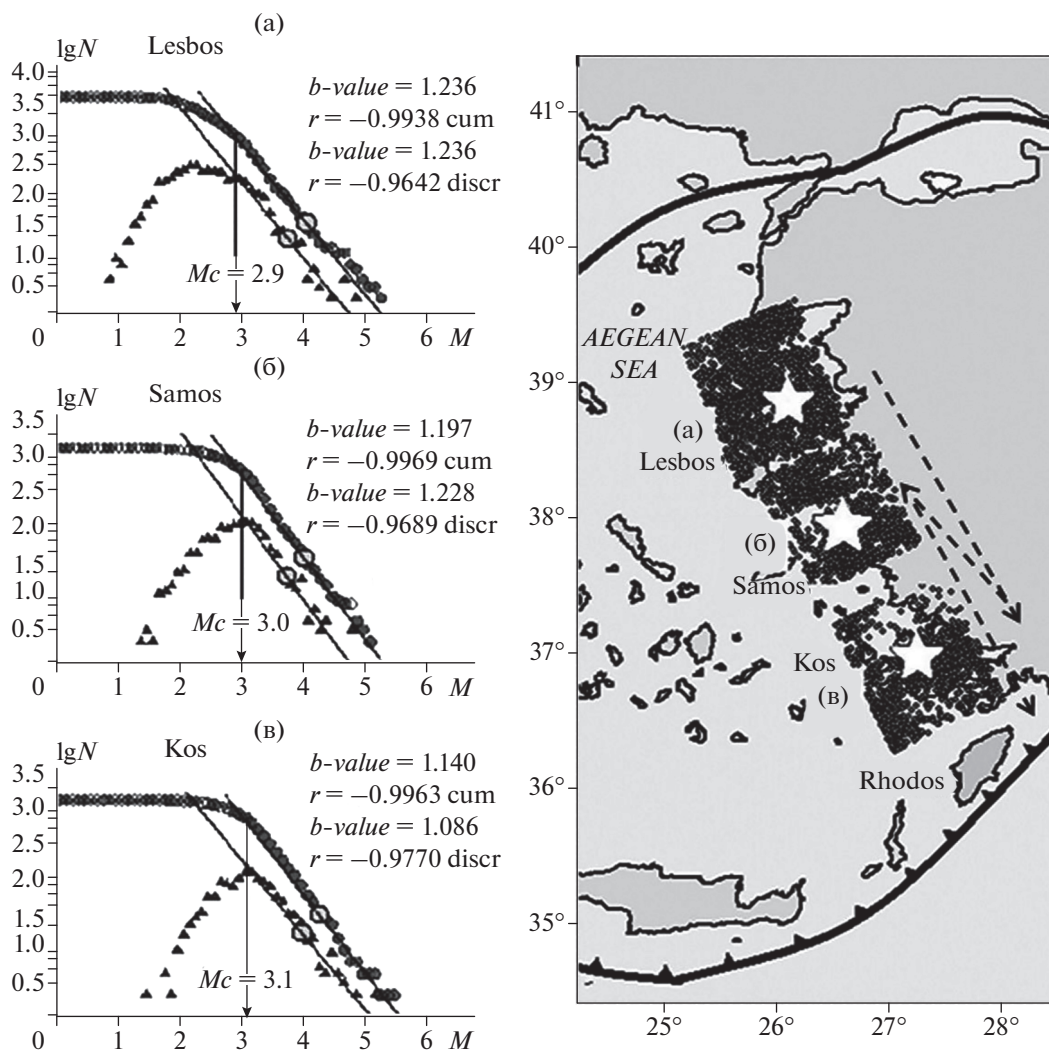 (а)
lgN Lesbos
4.0
3.5
3.0
2.5
2.0
1.5
1.0
0.5
0 1 2 3 4 5 6 M
b-value = 1.236
r = −0.9938 cum
b-value = 1.236
r = −0.9642 discr
Mc = 2.9
(б)
lgN Samos
3.5
3.0
2.5
2.0
1.5
1.0
0.5
0 1 2 3 4 5 6 M
b-value = 1.197
r = −0.9969 cum
b-value = 1.228
r = −0.9689 discr
Mc = 3.0
(в)
lgN Kos
3.5
3.0
2.5
2.0
1.5
1.0
0.5
0 1 2 3 4 5 6 M
b-value = 1.140
r = −0.9963 cum
b-value = 1.086
r = −0.9770 discr
Mc = 3.1
41°
40°
39°
38°
37°
36°
35°
AEGEAN
SEA
(а)
Lesbos
(б)
Samos
Kos
(в)
Rhodos
25° 26° 27° 28°